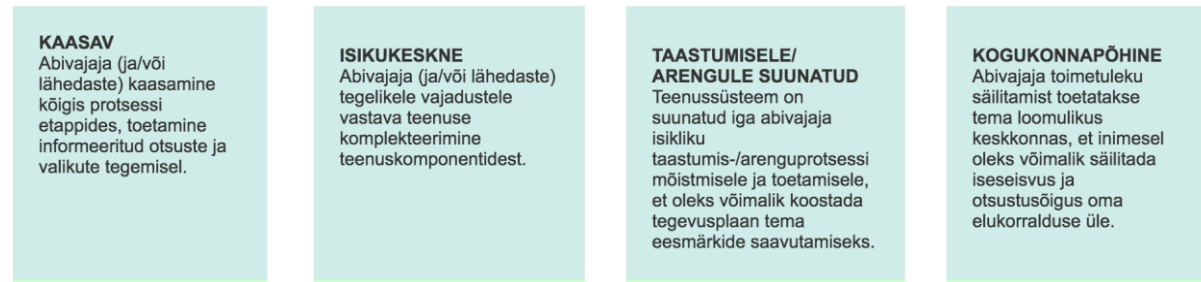 KAASAV
Abivajaja (ja/või
lähedaste) kaasamine
kõigis protsessi
etappides, toetamine
informeeritud otsuste ja
valikute tegemisel.
ISIKUKESKNE
Abivajaja (ja/või lähedaste)
tegelikele vajadustele
vastava teenuse
komplekteerimine
teenuskomponentidest.
TAASTUMISELE/
ARENGULE SUUNATUD
Teenussüsteem on
suunatud iga abivajaja
isikliku
taastumis-/arenguprotsessi
mõistmisele ja toetamisele,
et oleks võimalik koostada
tegevusplaan tema
eesmärkide saavutamiseks.
KOGUKONNAPÕHINE
Abivajaja toimetuleku
säilitamist toetatakse
tema loomulikus
keskkonnas, et inimesel
oleks võimalik säilitada
iseseisvus ja
otsustusõigus oma
elukorralduse üle.